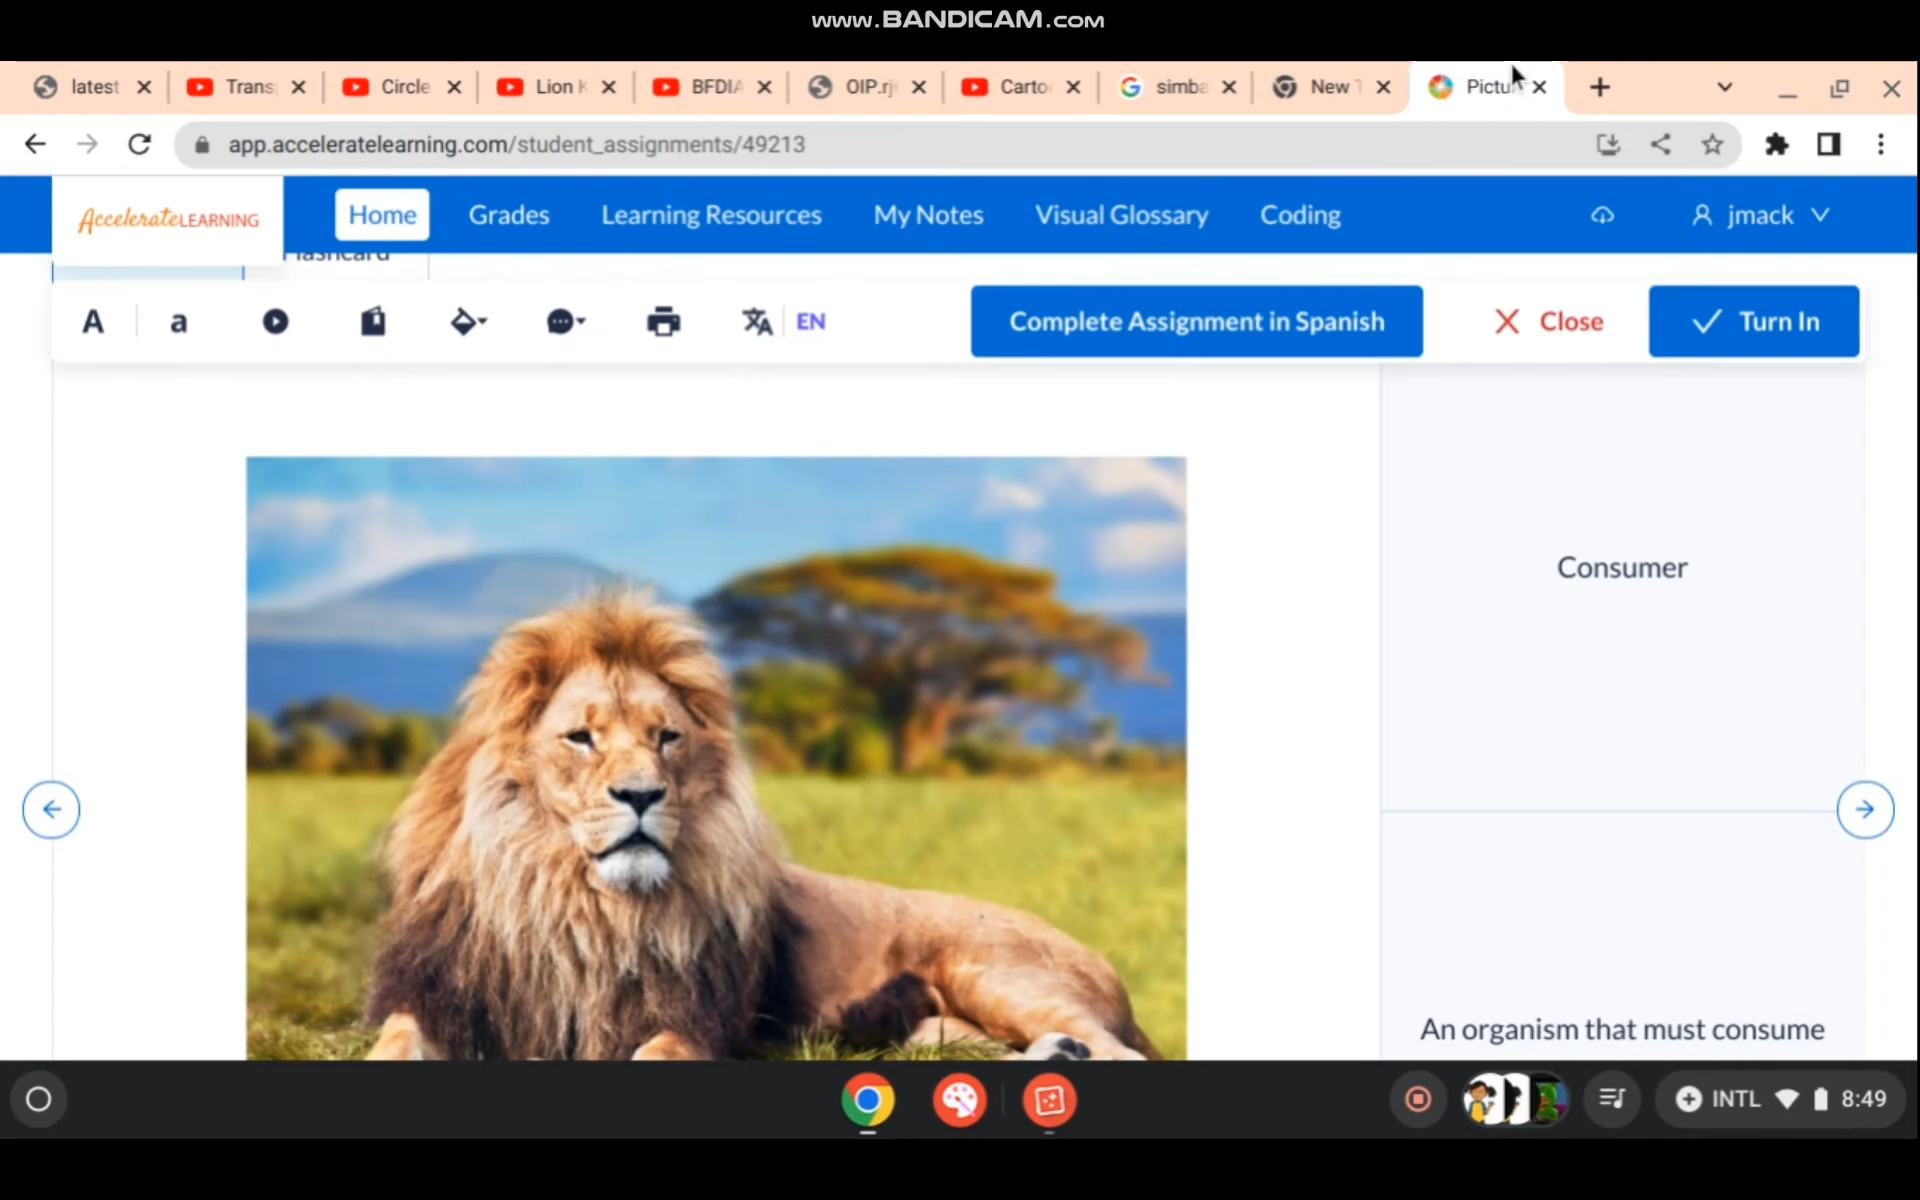 www.BANDICAM.com
latest
Trans
Circle
Lion K
BFDIA
OIP.rj
Carto
simba
New T
Pictu
app.acceleratelearning.com/student_assignments/49213
AccelerateLEARNING
Home
Grades
Learning Resources
My Notes
Visual Glossary
Coding
jmack
A
a
EN
Complete Assignment in Spanish
Close
Turn In
Consumer
An organism that must consume
INTL
8:49